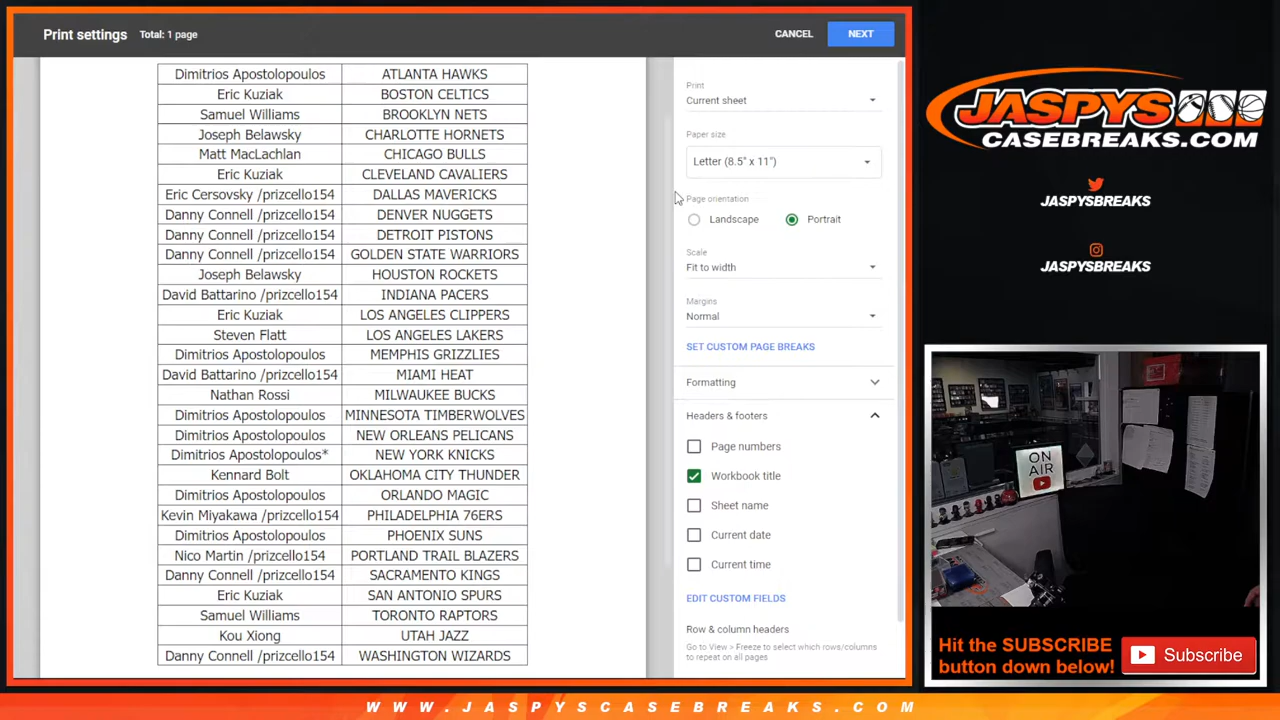 Print settings Total: 1 page CANCEL NEXT
Dimitrios Apostolopoulos ATLANTA HAWKS
Eric Kuziak BOSTON CELTICS
Samuel Williams BROOKLYN NETS
Joseph Belawsky CHARLOTTE HORNETS
Matt MacLachlan CHICAGO BULLS
Eric Kuziak CLEVELAND CAVALIERS
Eric Cersovsky /prizcello154 DALLAS MAVERICKS
Danny Connell /prizcello154 DENVER NUGGETS
Danny Connell /prizcello154 DETROIT PISTONS
Danny Connell /prizcello154 GOLDEN STATE WARRIORS
Joseph Belawsky HOUSTON ROCKETS
David Battarino /prizcello154 INDIANA PACERS
Eric Kuziak LOS ANGELES CLIPPERS
Steven Flatt LOS ANGELES LAKERS
Dimitrios Apostolopoulos MEMPHIS GRIZZLIES
David Battarino /prizcello154 MIAMI HEAT
Nathan Rossi MILWAUKEE BUCKS
Dimitrios Apostolopoulos MINNESOTA TIMBERWOLVES
Dimitrios Apostolopoulos NEW ORLEANS PELICANS
Dimitrios Apostolopoulos* NEW YORK KNICKS
Kennard Bolt OKLAHOMA CITY THUNDER
Dimitrios Apostolopoulos ORLANDO MAGIC
Kevin Miyakawa /prizcello154 PHILADELPHIA 76ERS
Dimitrios Apostolopoulos PHOENIX SUNS
Nico Martin /prizcello154 PORTLAND TRAIL BLAZERS
Danny Connell /prizcello154 SACRAMENTO KINGS
Eric Kuziak SAN ANTONIO SPURS
Samuel Williams TORONTO RAPTORS
Kou Xiong UTAH JAZZ
Danny Connell /prizcello154 WASHINGTON WIZARDS
Print
Current sheet
Paper size
Letter (8.5" x 11")
Page orientation
Landscape Portrait
Scale
Fit to width
Margins
Normal
SET CUSTOM PAGE BREAKS
Formatting
Headers & footers
Page numbers
Workbook title
Sheet name
Current date
Current time
EDIT CUSTOM FIELDS
Row & column headers
Go to View > Freeze to select which rows/columns
to repeat on all pages
JASPYS
CASEBREAKS.COM
JASPYSBREAKS
JASPYSBREAKS
ON
AIR
Hit the SUBSCRIBE
button down below!
Subscribe
WWW.JASPYSCASEBREAKS.COM